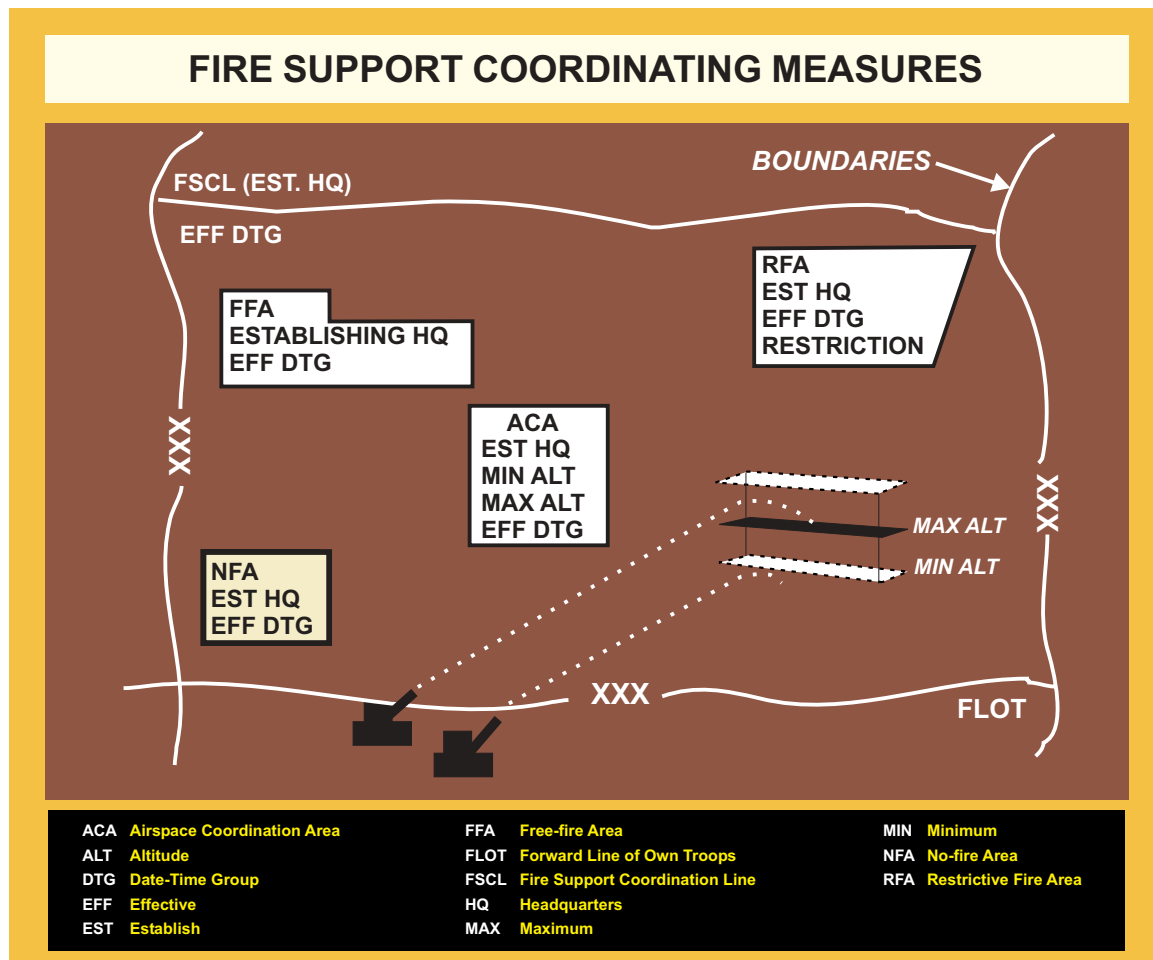 FIRE SUPPORT COORDINATING MEASURES
BOUNDARIES
FSCL (EST. HQ)
EFF DTG
RFA
EST HQ
EFF DTG
RESTRICTION
FFA
ESTABLISHING HQ
EFF DTG
ACA
EST HQ
MIN ALT
MAX ALT
EFF DTG
XXX
XXX
MAX ALT
MIN ALT
NFA
EST HQ
EFF DTG
XXX
FLOT
ACA Airspace Coordination Area
ALT Altitude
DTG Date-Time Group
EFF Effective
EST Establish
FFA Free-fire Area
FLOT Forward Line of Own Troops
FSCL Fire Support Coordination Line
HQ Headquarters
MAX Maximum
MIN Minimum
NFA No-fire Area
RFA Restrictive Fire Area